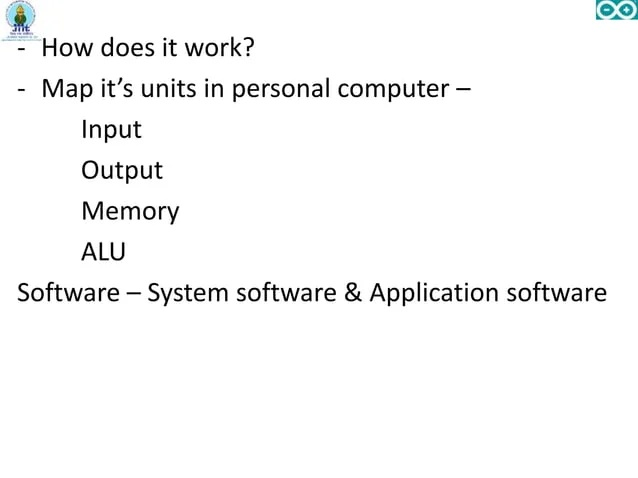 JIIT
- How does it work?
- Map it’s units in personal computer –
Input
Output
Memory
ALU
Software – System software & Application software